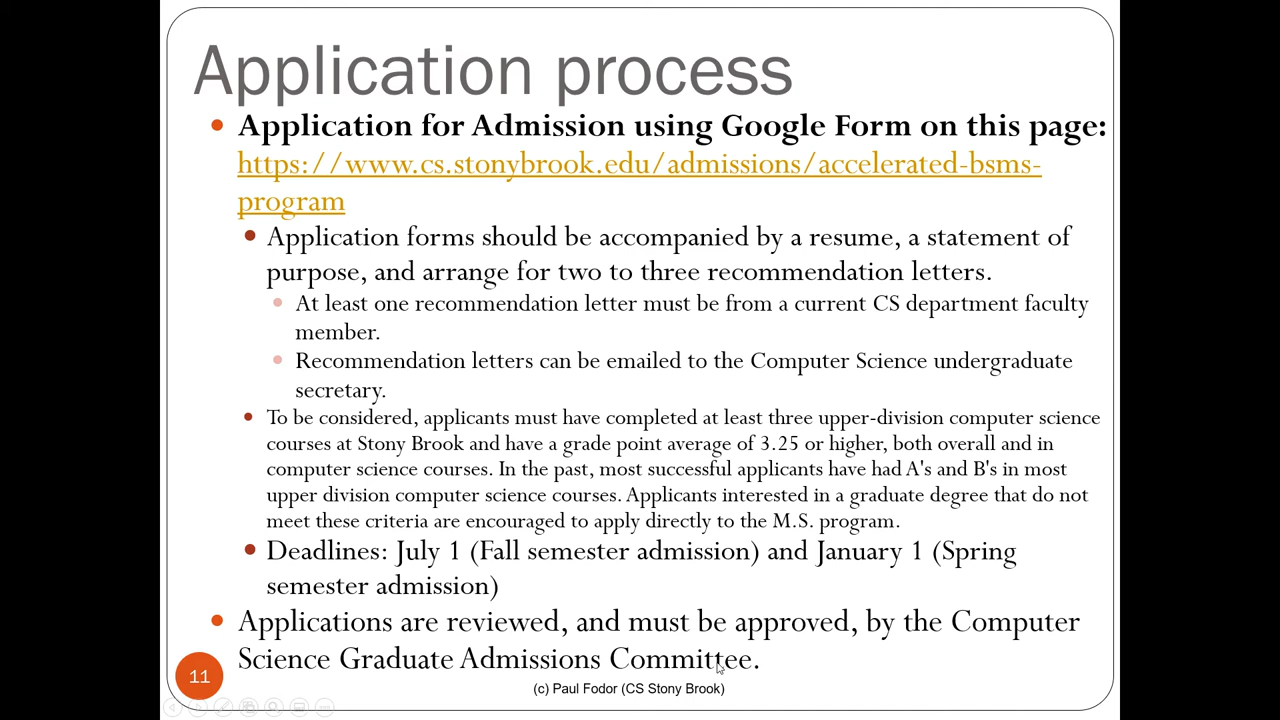 Application process
Application for Admission using Google Form on this page:
https://www.cs.stonybrook.edu/admissions/accelerated-bsms-
program
Application forms should be accompanied by a resume, a statement of
purpose, and arrange for two to three recommendation letters.
At least one recommendation letter must be from a current CS department faculty
member.
Recommendation letters can be emailed to the Computer Science undergraduate
secretary.
To be considered, applicants must have completed at least three upper-division computer science
courses at Stony Brook and have a grade point average of 3.25 or higher, both overall and in
computer science courses. In the past, most successful applicants have had A's and B's in most
upper division computer science courses. Applicants interested in a graduate degree that do not
meet these criteria are encouraged to apply directly to the M.S. program.
Deadlines: July 1 (Fall semester admission) and January 1 (Spring
semester admission)
Applications are reviewed, and must be approved, by the Computer
Science Graduate Admissions Committee.
11
(c) Paul Fodor (CS Stony Brook)